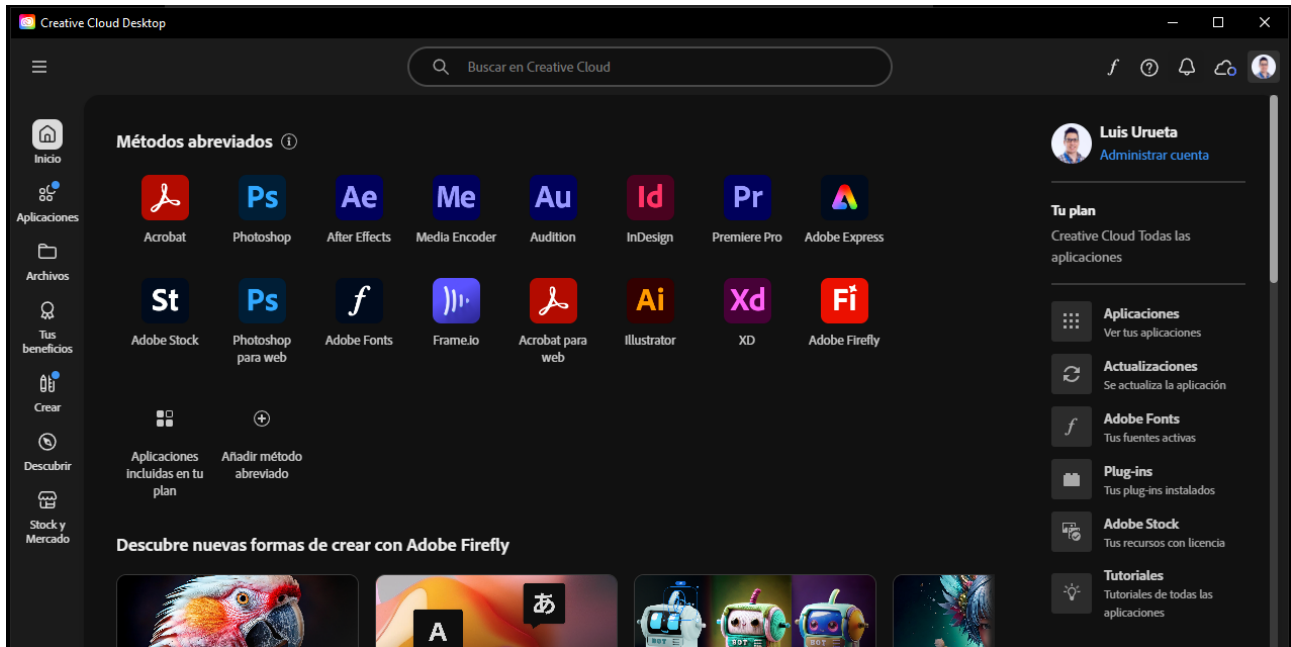 Creative Cloud Desktop
Buscar en Creative Cloud
Inicio
Aplicaciones
Archivos
Tus
beneficios
Crear
Descubrir
Stock y
Mercado
Métodos abreviados
Ps
Ae
Me
Au
Id
Pr
Acrobat
Photoshop
After Effects
Media Encoder
Audition
InDesign
Premiere Pro
Adobe Express
St
Ps
f
Ai
Xd
Fi
Adobe Stock
Photoshop
para web
Adobe Fonts
Frame.io
Acrobat para
web
Illustrator
XD
Adobe Firefly
Aplicaciones
incluidas en tu
plan
Añadir método
abreviado
Descubre nuevas formas de crear con Adobe Firefly
A
あ
BOT
BOT
BOT
Luis Urueta
Administrar cuenta
Tu plan
Creative Cloud Todas las
aplicaciones
Aplicaciones
Ver tus aplicaciones
Actualizaciones
Se actualiza la aplicación
Adobe Fonts
Tus fuentes activas
Plug-ins
Tus plug-ins instalados
Adobe Stock
Tus recursos con licencia
Tutoriales
Tutoriales de todas las
aplicaciones